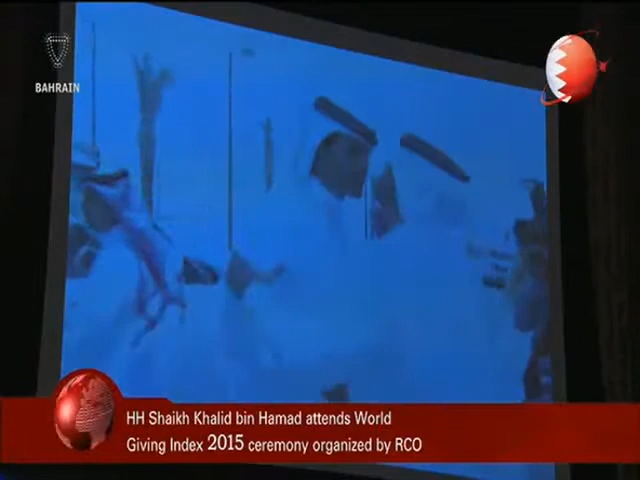 BAHRAIN
HH Shaikh Khalid bin Hamad attends World
Giving Index 2015 ceremony organized by RCO